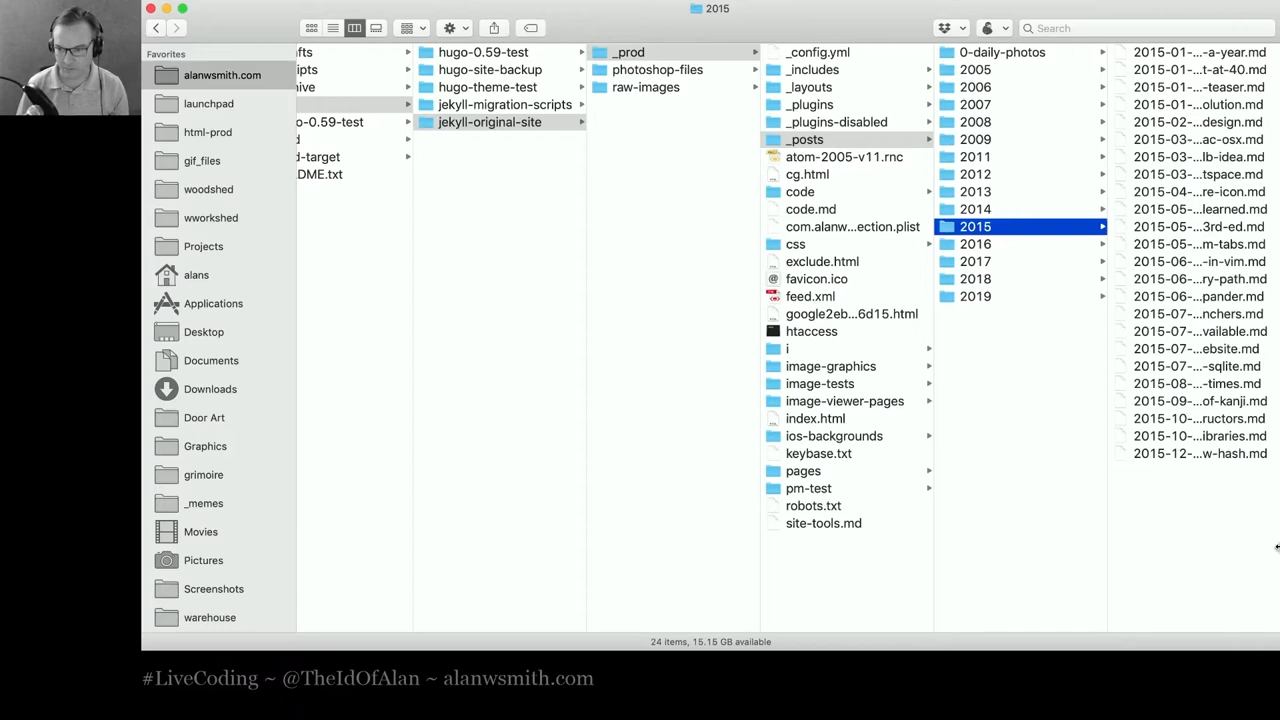 2015
Search
Favorites
alanwsmith.com
launchpad
html-prod
gif_files
woodshed
wworkshed
Projects
alans
Applications
Desktop
Documents
Downloads
Door Art
Graphics
grimoire
_memes
Movies
Pictures
Screenshots
warehouse
fts
ipts
hive
o-0.59-test
d-target
DME.txt
hugo-0.59-test
hugo-site-backup
hugo-theme-test
jekyll-migration-scripts
jekyll-original-site
_prod
photoshop-files
raw-images
_config.yml
_includes
_layouts
_plugins
_plugins-disabled
_posts
atom-2005-v11.rnc
cg.html
code
code.md
com.alanw...ection.plist
css
exclude.html
favicon.ico
feed.xml
google2eb...6d15.html
htaccess
i
image-graphics
image-tests
image-viewer-pages
index.html
ios-backgrounds
keybase.txt
pages
pm-test
robots.txt
site-tools.md
0-daily-photos
2005
2006
2007
2008
2009
2011
2012
2013
2014
2015
2016
2017
2018
2019
2015-01-...-a-year.md
2015-01-...t-at-40.md
2015-01-...-teaser.md
2015-01-...olution.md
2015-02-...design.md
2015-03-...ac-osx.md
2015-03-...lb-idea.md
2015-03-...tspace.md
2015-04-...re-icon.md
2015-05-...learned.md
2015-05-...3rd-ed.md
2015-05-...m-tabs.md
2015-06-...-in-vim.md
2015-06-...ry-path.md
2015-06-...pander.md
2015-07-...nchers.md
2015-07-...vailable.md
2015-07-...ebsite.md
2015-07-...-sqlite.md
2015-08-...-times.md
2015-09-...of-kanji.md
2015-10-...ructors.md
2015-10-...ibraries.md
2015-12-...w-hash.md
24 items, 15.15 GB available
#LiveCoding ~ @TheIdOfAlan ~ alanwsmith.com